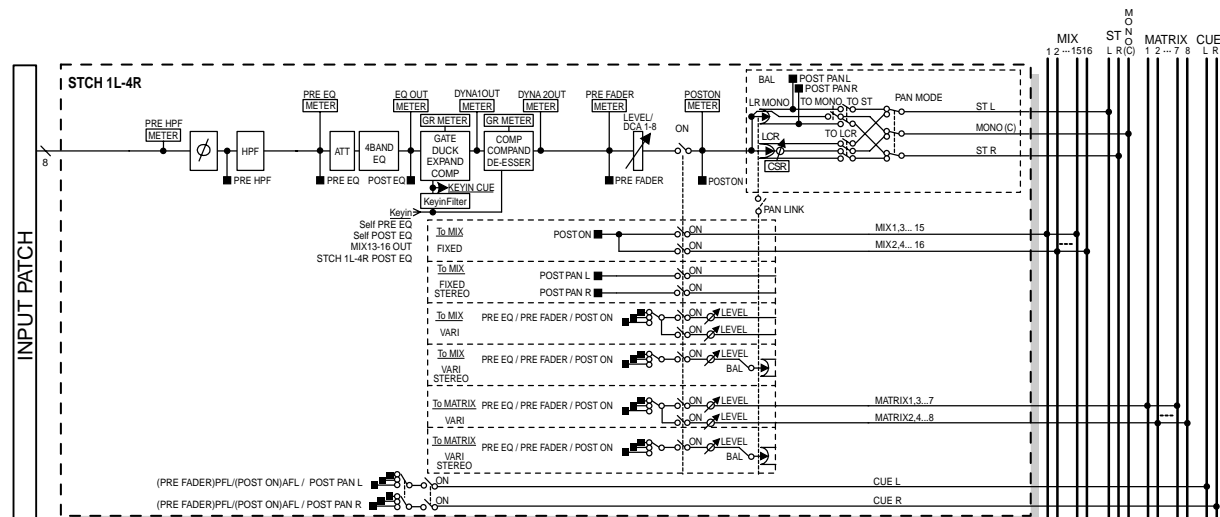 MIX
1 2 ··· 15 16
ST
L R
MONO
(C)
MATRIX
1 2 ··· 7 8
CUE
L R
INPUT PATCH
8
STCH 1L-4R
PRE HPF
METER
HPF
PRE HPF
PRE EQ
METER
PRE EQ
ATT
4BAND
EQ
EQ OUT
METER
POST EQ
DYNA1OUT
METER
GR METER
GATE
DUCK
EXPAND
COMP
KEYIN CUE
KeyinFilter
DYNA 2OUT
METER
GR METER
COMP
COMPAND
DE-ESSER
PRE FADER
METER
LEVEL/
DCA 1-8
PRE FADER
ON
POSTON
METER
POSTON
BAL
POST PAN L
POST PAN R
LR MONO
TO MONO
TO ST
PAN MODE
LCR
TO LCR
CSR
ST L
MONO (C)
ST R
PAN LINK
Keyin
Self PRE EQ
Self POST EQ
MIX13-16 OUT
STCH 1L-4R POST EQ
To MIX
FIXED
POSTON
ON
ON
MIX1,3... 15
MIX2,4... 16
To MIX
FIXED
STEREO
POST PAN L
POST PAN R
ON
ON
To MIX
VARI
PRE EQ / PRE FADER / POST ON
ON
LEVEL
ON
LEVEL
To MIX
VARI
STEREO
PRE EQ / PRE FADER / POST ON
ON
LEVEL
BAL
To MATRIX
VARI
PRE EQ / PRE FADER / POST ON
ON
LEVEL
ON
LEVEL
MATRIX1,3...7
MATRIX2,4...8
To MATRIX
VARI
STEREO
PRE EQ / PRE FADER / POST ON
ON
LEVEL
BAL
(PRE FADER)PFL/(POST ON)AFL / POST PAN L
ON
CUE L
(PRE FADER)PFL/(POST ON)AFL / POST PAN R
ON
CUE R